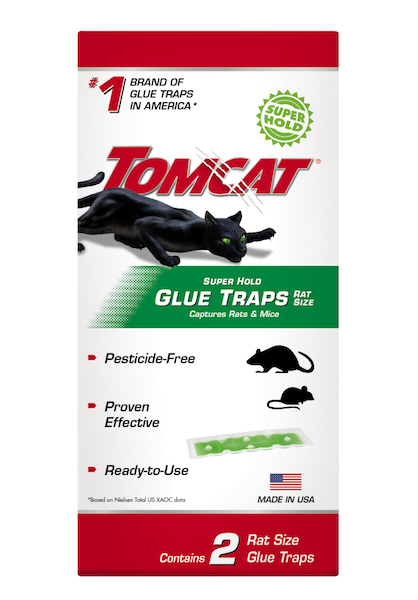 #1 BRAND OF
GLUE TRAPS
IN AMERICA*
SUPER
HOLD
TOMCAT®
SUPER HOLD
GLUE TRAPS RAT
SIZE
CAPTURES RATS & MICE
Pesticide-Free
Proven
Effective
Ready-to-Use
*Based on Nielsen Total US XAOC data
MADE IN USA
Contains 2 Rat Size
Glue Traps